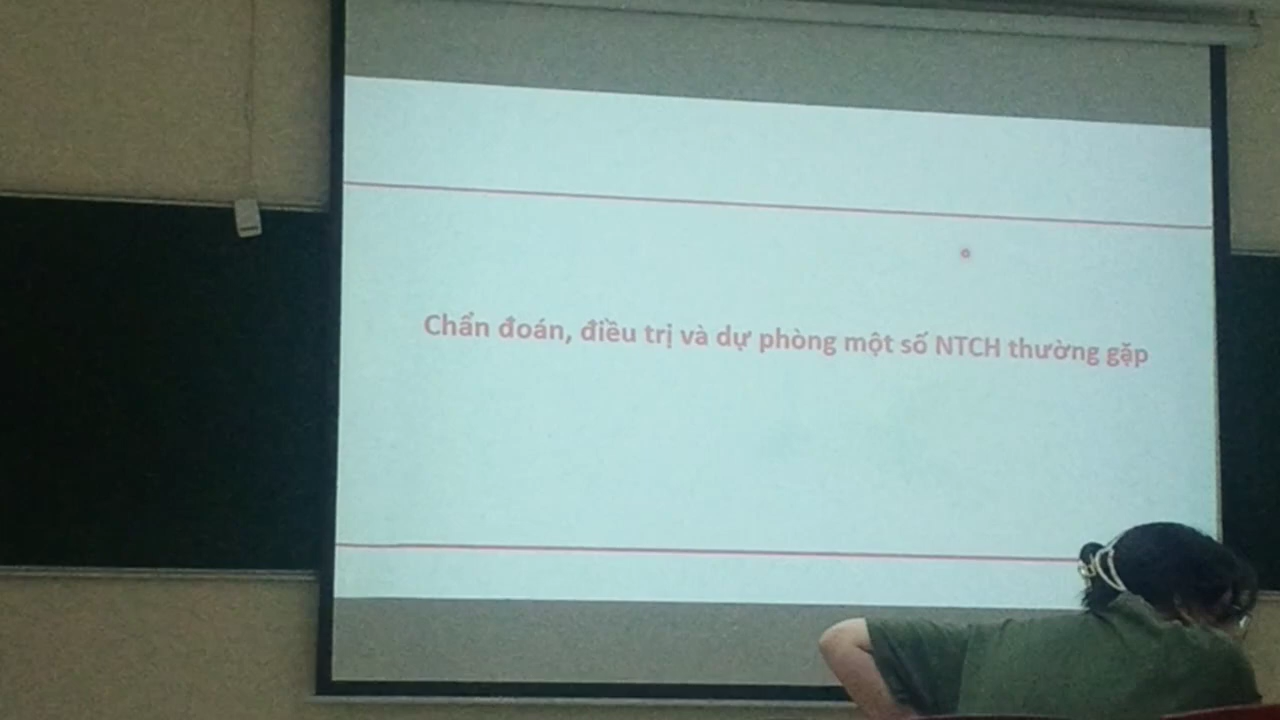 Chẩn đoán, điều trị và dự phòng một số NTCH thường gặp